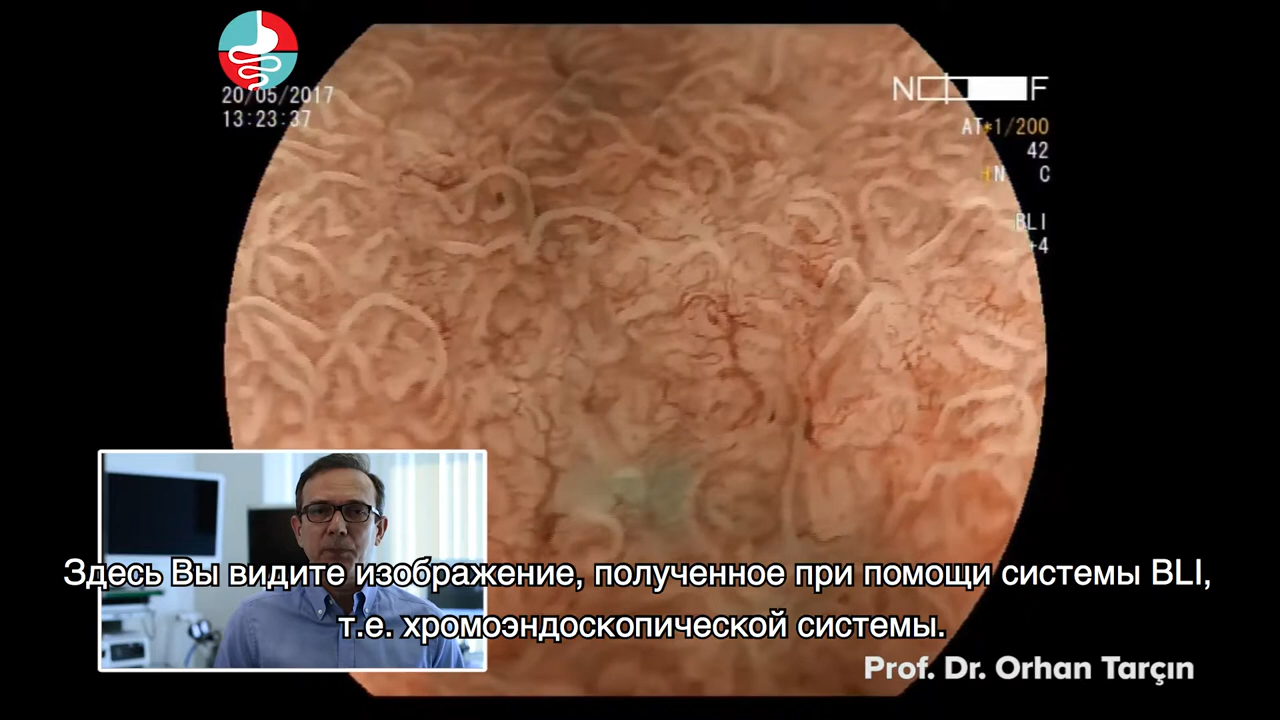 20/05/2017
13:23:37
N F
AT*1/200
42
HN C
BLI
+4
Здесь Вы видите изображение, полученное при помощи системы BLI,
т.е. хромоэндоскопической системы.
Prof. Dr. Orhan Tarçın